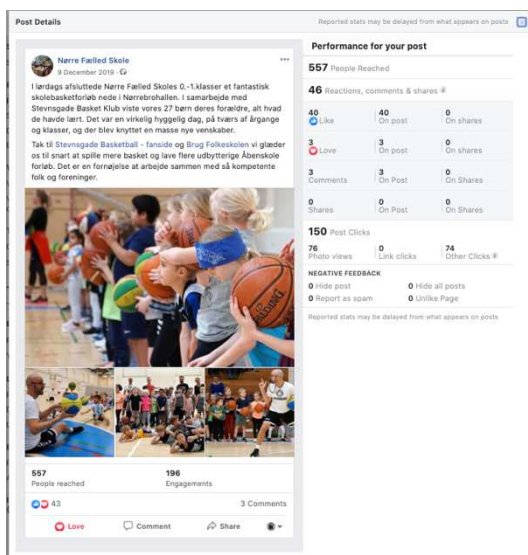 Post Details
Reported stats may be delayed from what appears on posts
Nørre Fælled Skole
9 December 2019 ·
I lørdags afsluttede Nørre Fælled Skoles 0.-1.klasser et fantastisk
skolebasketforløb nede i Nørrebrohallen. I samarbejde med
Stevnsgade Basket Klub viste vores 27 børn deres forældre, alt hvad
de havde lært. Det var en virkelig hyggelig dag, på tværs af årgange
og klasser, og der blev knyttet en masse nye venskaber.
Tak til Stevnsgade Basketball - fanside og Brug Folkeskolen vi glæder
os til snart at spille mere basket og lave flere udbytterige Åbenskole
forløb. Det er en fornøjelse at arbejde sammen med så kompetente
folk og foreninger.
SPALDING
557
People reached
196
Engagements
43
3 Comments
Love
Comment
Share
Performance for your post
557 People Reached
46 Reactions, comments & shares
40
Like
40
On post
0
On shares
3
Love
3
On post
0
On shares
3
Comments
3
On Post
0
On Shares
0
Shares
0
On Post
0
On Shares
150 Post Clicks
76
Photo views
0
Link clicks
74
Other Clicks
NEGATIVE FEEDBACK
0 Hide post
0 Hide all posts
0 Report as spam
0 Unlike Page
Reported stats may be delayed from what appears on posts